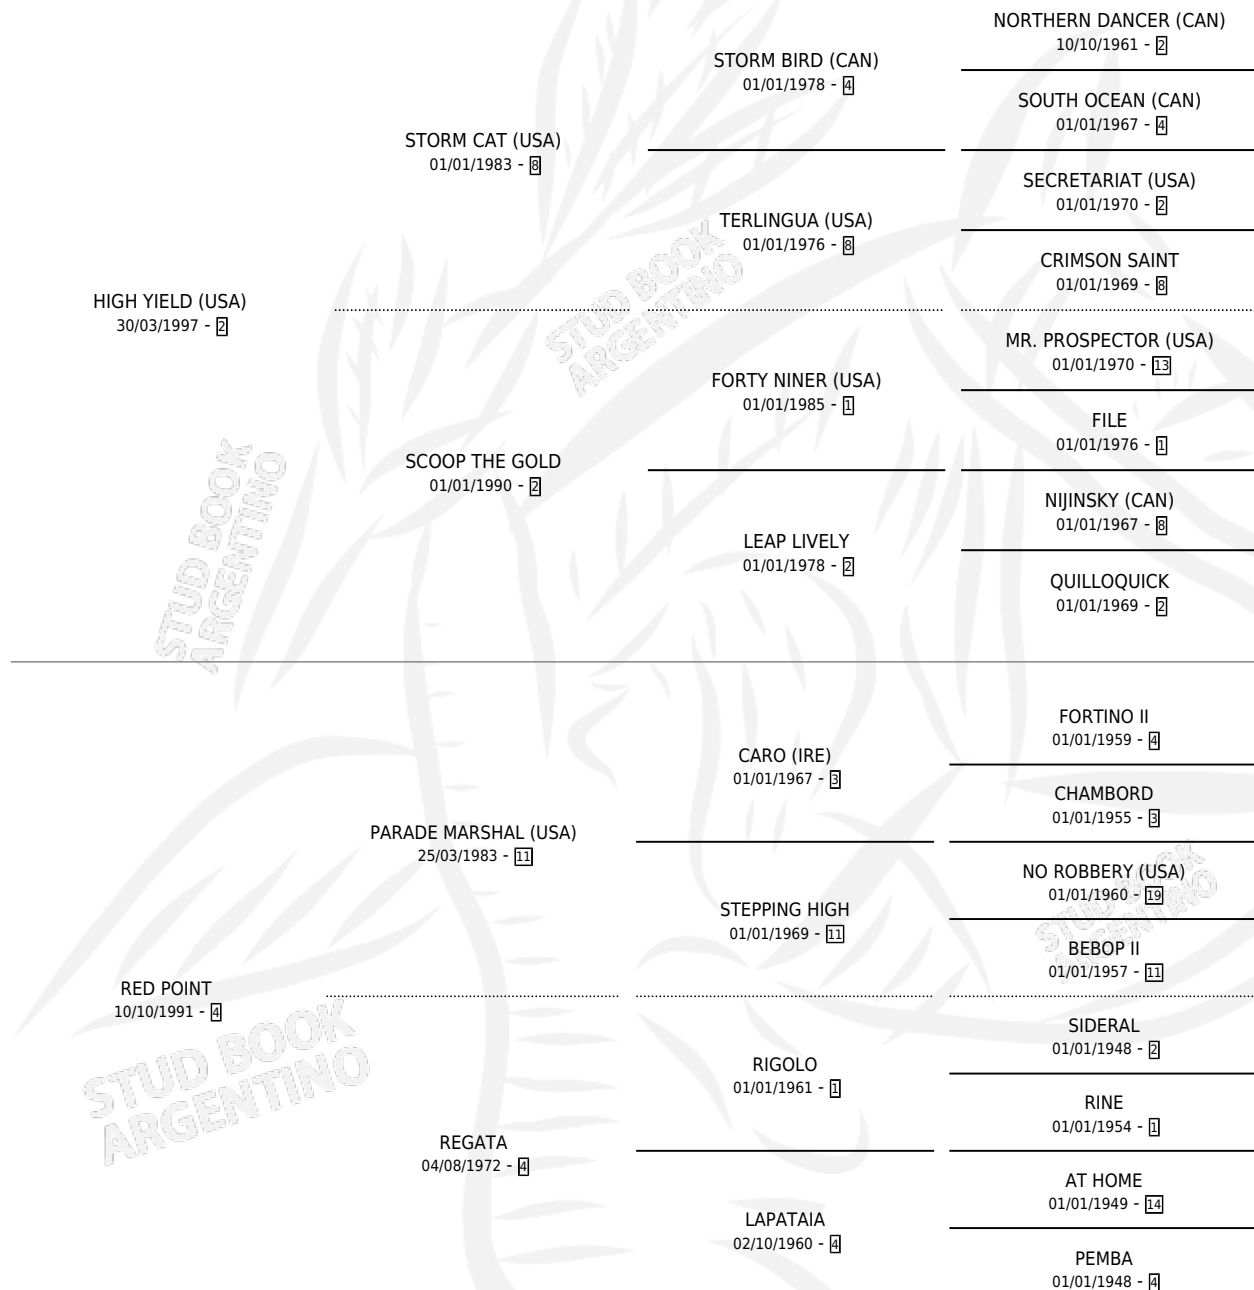 NORTHERN DANCER (CAN)
10/10/1961 - 2
STORM BIRD (CAN)
01/01/1978 - 4
SOUTH OCEAN (CAN)
01/01/1967 - 4
STORM CAT (USA)
01/01/1983 - 8
SECRETARIAT (USA)
01/01/1970 - 2
TERLINGUA (USA)
01/01/1976 - 8
CRIMSON SAINT
01/01/1969 - 8
HIGH YIELD (USA)
30/03/1997 - 2
STUD BOOK
ARGENTINO
MR. PROSPECTOR (USA)
01/01/1970 - 13
FORTY NINER (USA)
01/01/1985 - 1
FILE
01/01/1976 - 1
SCOOP THE GOLD
01/01/1990 - 2
NIJINSKY (CAN)
01/01/1967 - 8
LEAP LIVELY
01/01/1978 - 2
QUILLOQUICK
01/01/1969 - 2
STUD BOOK
ARGENTINO
FORTINO II
01/01/1959 - 4
CARO (IRE)
01/01/1967 - 3
CHAMBORD
01/01/1955 - 3
PARADE MARSHAL (USA)
25/03/1983 - 11
NO ROBBERY (USA)
01/01/1960 - 19
STEPPING HIGH
01/01/1969 - 11
STUD BOOK
ARGENTINO
BEBOP II
01/01/1957 - 11
RED POINT
10/10/1991 - 4
SIDERAL
01/01/1948 - 2
STUD BOOK
ARGENTINO
RIGOLO
01/01/1961 - 1
RINE
01/01/1954 - 1
REGATA
04/08/1972 - 4
AT HOME
01/01/1949 - 14
LAPATAIA
02/10/1960 - 4
PEMBA
01/01/1948 - 4